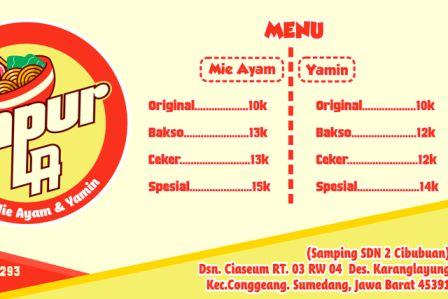 MENU
Mie Ayam
Original....................10k
Bakso.......................13k
Ceker........................13k
Spesial.....................15k
Yamin
Original....................10k
Bakso.......................12k
Ceker........................12k
Spesial.....................14k
LA
Mie Ayam & Yamin
293
(Samping SDN 2 Cibubuan)
Dsn. Ciaseum RT. 03 RW 04 Des. Karanglayung
Kec.Conggeang. Sumedang, Jawa Barat